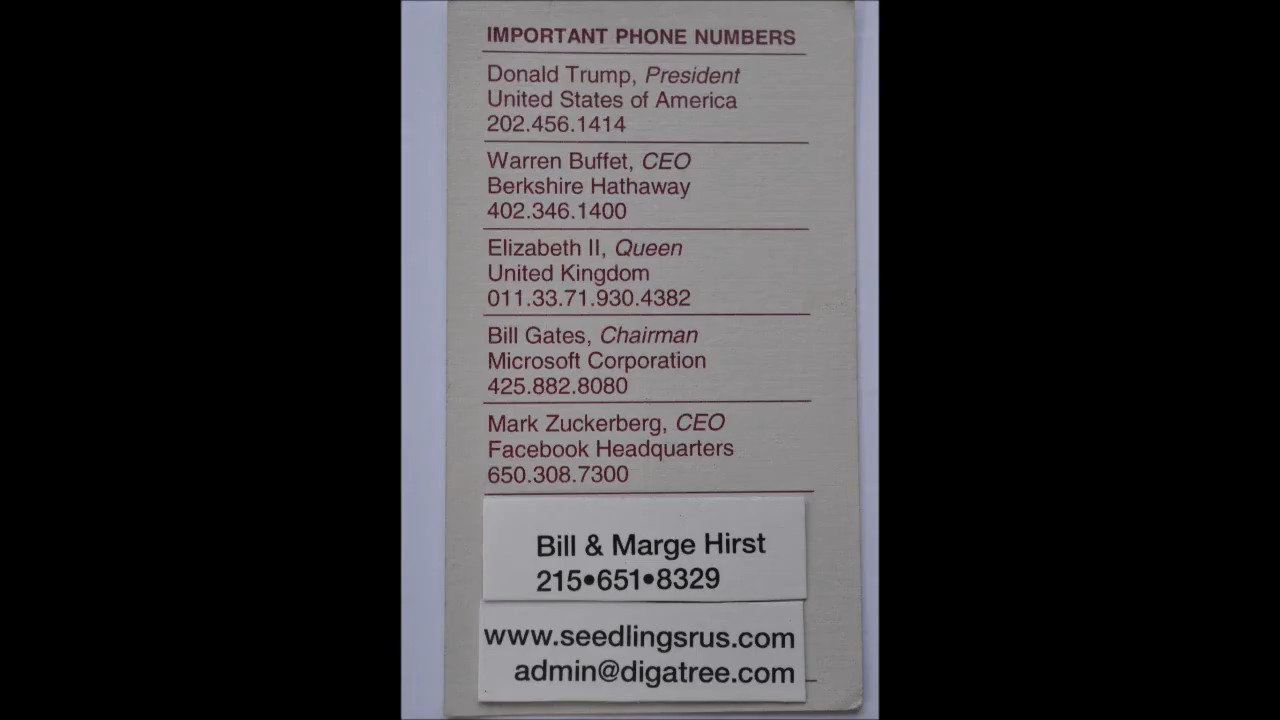 IMPORTANT PHONE NUMBERS
Donald Trump, President
United States of America
202.456.1414
Warren Buffet, CEO
Berkshire Hathaway
402.346.1400
Elizabeth II, Queen
United Kingdom
011.33.71.930.4382
Bill Gates, Chairman
Microsoft Corporation
425.882.8080
Mark Zuckerberg, CEO
Facebook Headquarters
650.308.7300
Bill & Marge Hirst
215•651•8329
www.seedlingsrus.com
admin@digatree.com